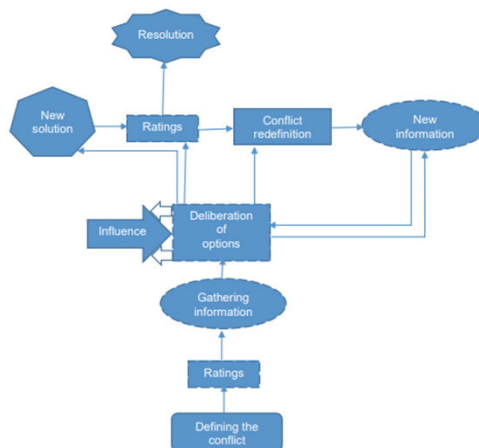 Resolution
New
solution
Ratings
Conflict
redefinition
New
information
Influence
Deliberation
of
options
Gathering
information
Ratings
Defining the
conflict